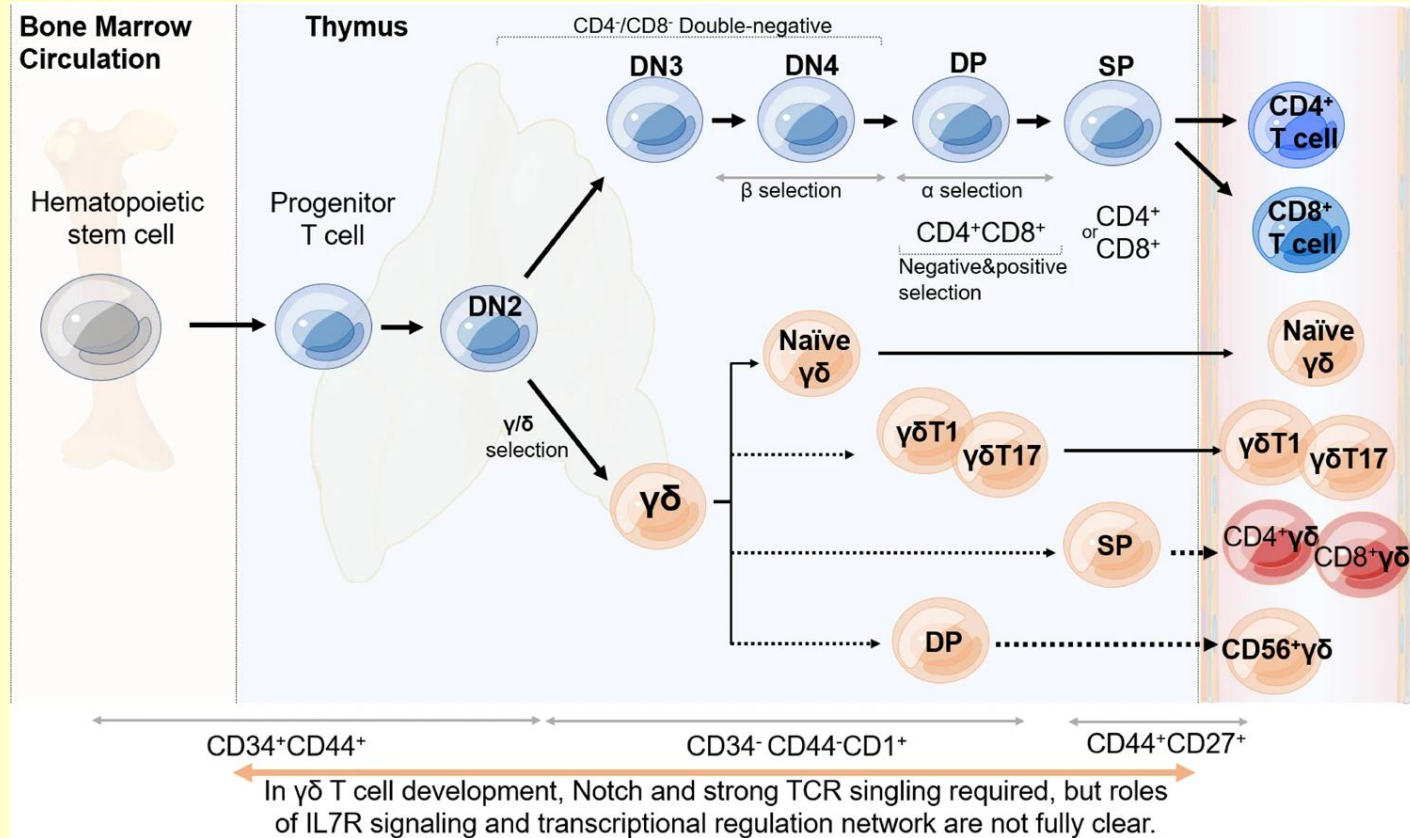 Bone Marrow
Circulation
Thymus
CD4⁻/CD8⁻ Double-negative
DN3
DN4
DP
SP
CD4⁺
T cell
β selection
α selection
Hematopoietic
stem cell
Progenitor
T cell
CD4⁺CD8⁺
CD4⁺
or
CD8⁺
CD8⁺
T cell
Negative&positive
selection
DN2
Naïve
γδ
Naïve
γδ
γ/δ
selection
γδT1
γδT17
γδT1
γδT17
γδ
SP
CD4⁺γδ
CD8⁺γδ
DP
CD56⁺γδ
CD34⁺CD44⁺
CD34⁻ CD44⁻CD1⁺
CD44⁺CD27⁺
In γδ T cell development, Notch and strong TCR singling required, but roles
of IL7R signaling and transcriptional regulation network are not fully clear.